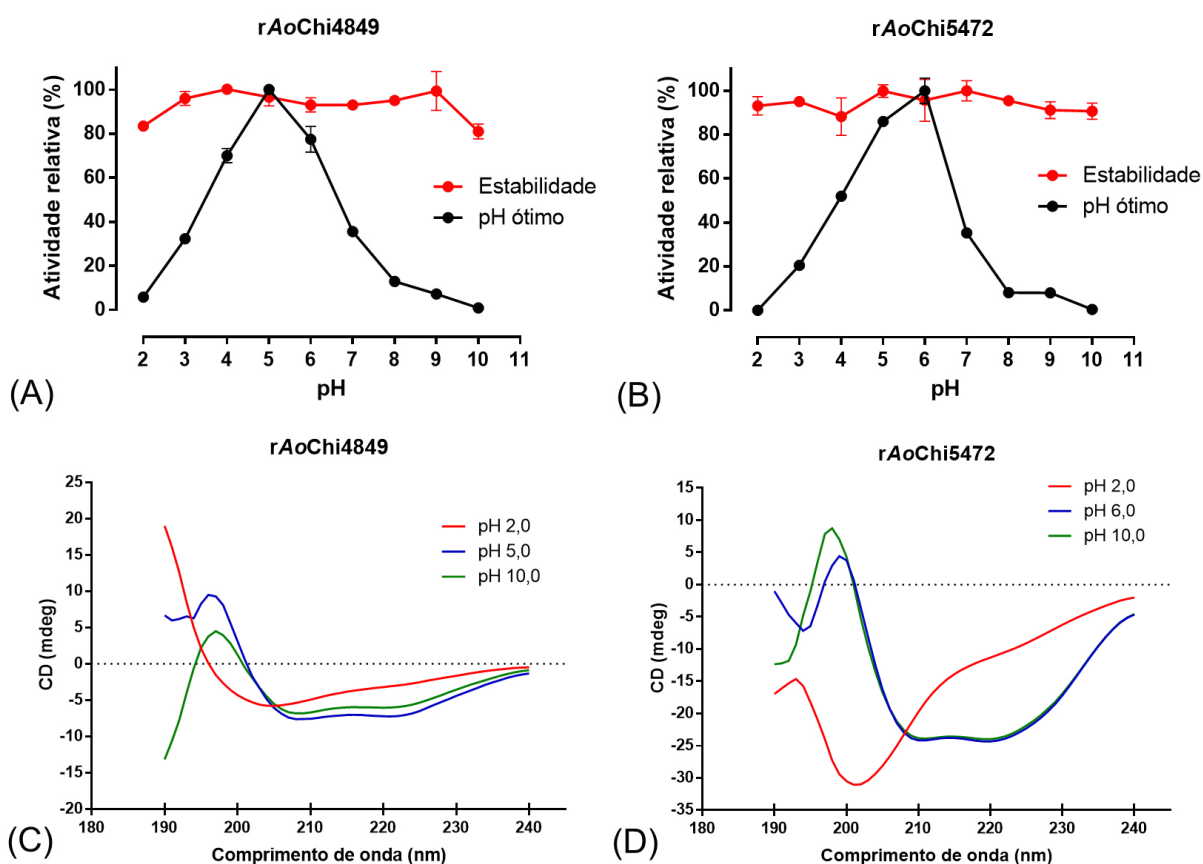 rAoChi4849
Atividade relativa (%)
100
80
60
40
20
0
Estabilidade
pH ótimo
2 3 4 5 6 7 8 9 10 11
pH
(A)
rAoChi5472
Atividade relativa (%)
100
80
60
40
20
0
Estabilidade
pH ótimo
2 3 4 5 6 7 8 9 10 11
pH
(B)
rAoChi4849
CD (mdeg)
25
20
15
10
5
0
-5
-10
-15
-20
pH 2,0
pH 5,0
pH 10,0
180 190 200 210 220 230 240
Comprimento de onda (nm)
(C)
rAoChi5472
CD (mdeg)
15
10
5
0
-5
-10
-15
-20
-25
-30
-35
pH 2,0
pH 6,0
pH 10,0
180 190 200 210 220 230 240
Comprimento de onda (nm)
(D)